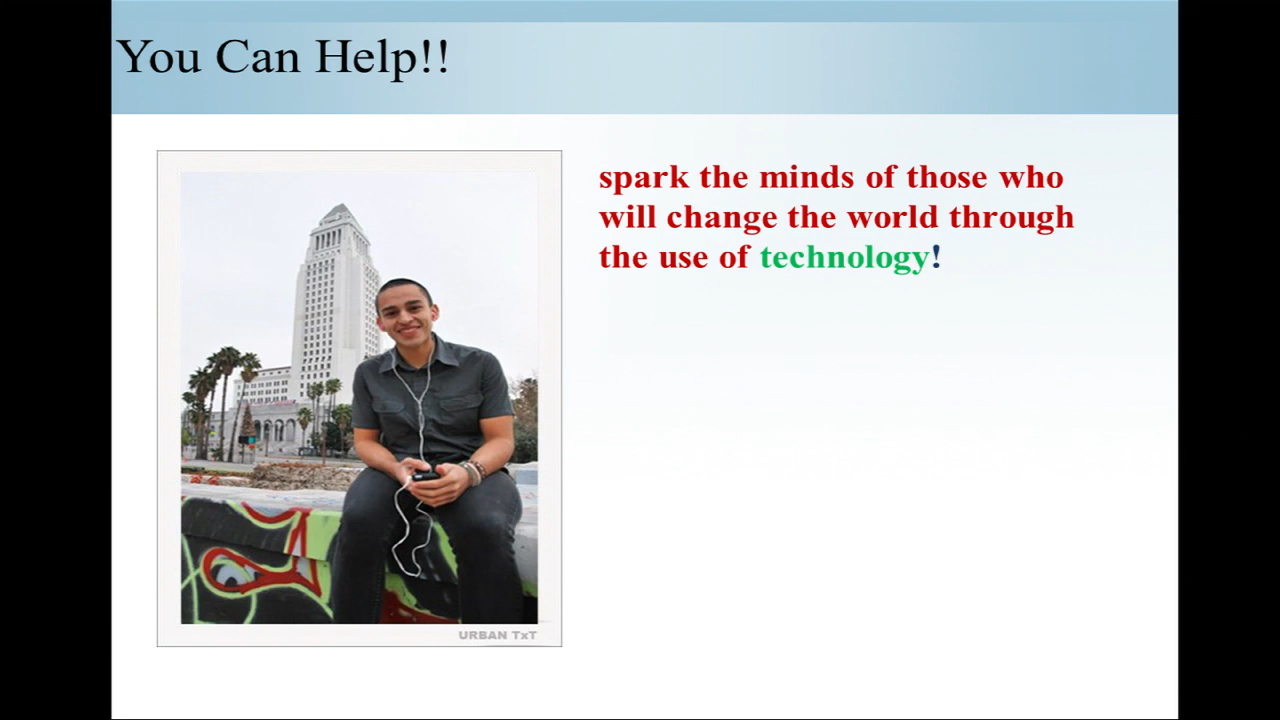 You Can Help!!
spark the minds of those who
will change the world through
the use of technology!
URBAN TxT